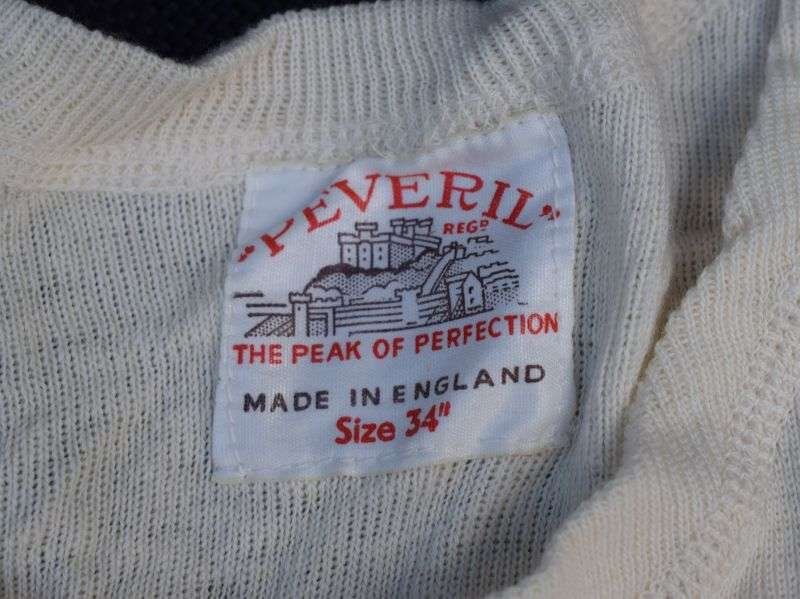 "PEVERIL"
REGD
THE PEAK OF PERFECTION
MADE IN ENGLAND
Size 34"